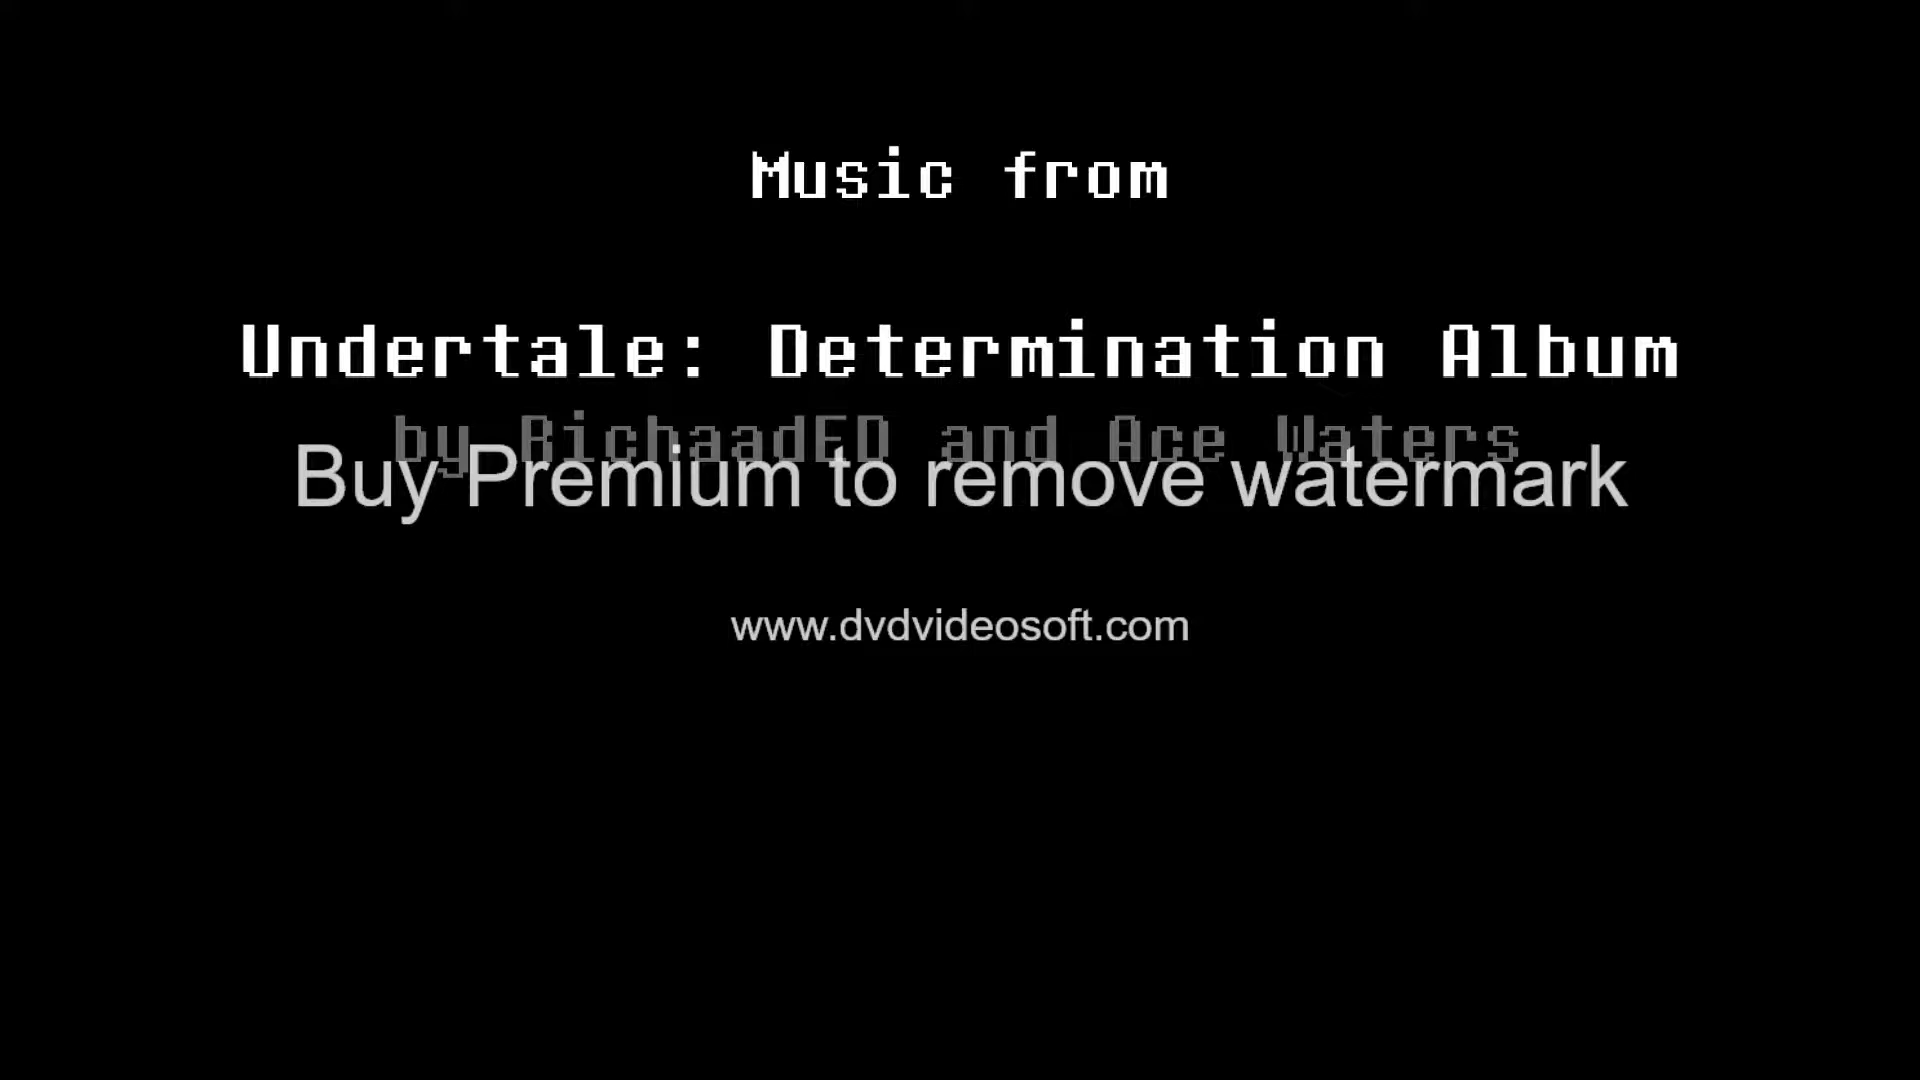 Music from
Undertale: Determination Album
by RichaadEB and Ace Waters
Buy Premium to remove watermark
www.dvdvideosoft.com